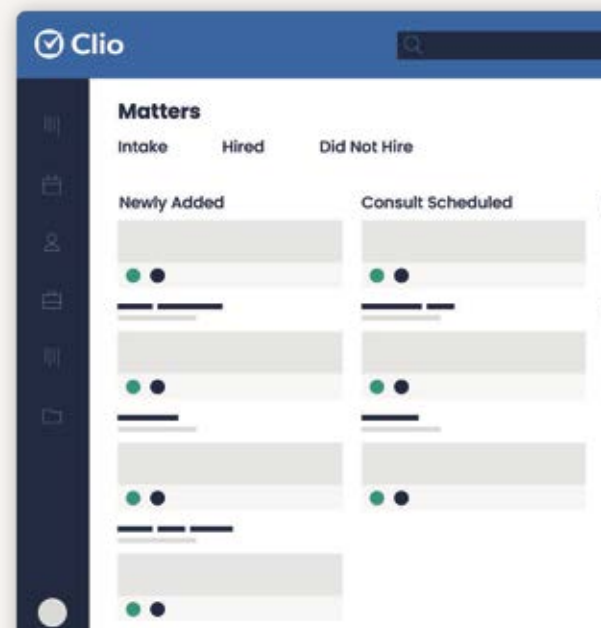 Clio
Matters
Intake Hired Did Not Hire
Newly Added Consult Scheduled